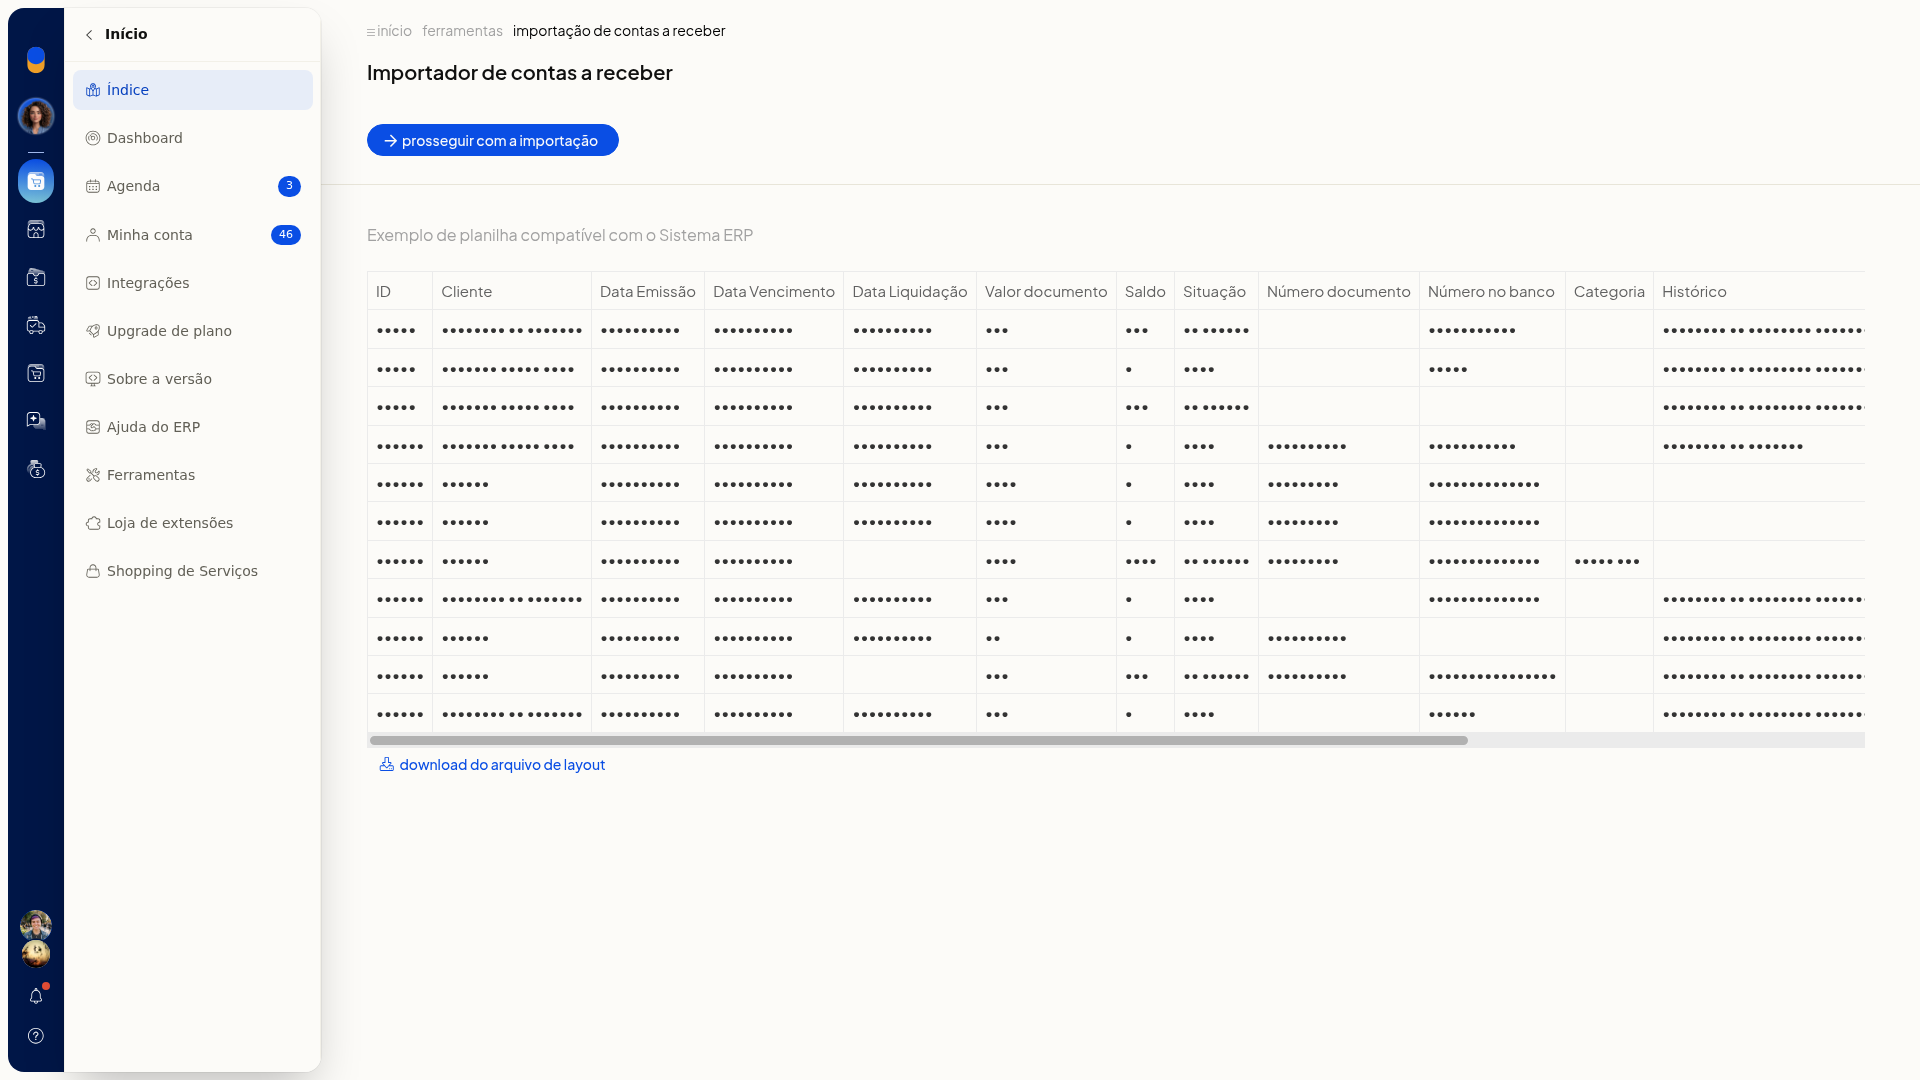 Início
Índice
Dashboard
Agenda 3
Minha conta 46
Integrações
Upgrade de plano
Sobre a versão
Ajuda do ERP
Ferramentas
Loja de extensões
Shopping de Serviços
início ferramentas importação de contas a receber
Importador de contas a receber
prosseguir com a importação
Exemplo de planilha compatível com o Sistema ERP
ID Cliente Data Emissão Data Vencimento Data Liquidação Valor documento Saldo Situação Número documento Número no banco Categoria Histórico
••••• •••••••• •• ••••••• •••••••••• •••••••••• •••••••••• ••• ••• •• •••••• ••••••••••• •••••••• •• •••••••• •••••••
••••• ••••••• ••••• •••• •••••••••• •••••••••• •••••••••• ••• • •••• ••••• •••••••• •• •••••••• •••••••
••••• ••••••• ••••• •••• •••••••••• •••••••••• •••••••••• ••• ••• •• •••••• •••••••• •• •••••••• •••••••
•••••• ••••••• ••••• •••• •••••••••• •••••••••• •••••••••• ••• • •••• •••••••••• ••••••••••• •••••••• •• •••••••
•••••• •••••• •••••••••• •••••••••• •••••••••• •••• • •••• ••••••••• ••••••••••••••
•••••• •••••• •••••••••• •••••••••• •••••••••• •••• • •••• ••••••••• ••••••••••••••
•••••• •••••• •••••••••• •••••••••• •••• •••• •• •••••• ••••••••• •••••••••••••• ••••• •••
•••••• •••••••• •• ••••••• •••••••••• •••••••••• •••••••••• ••• • •••• •••••••••••••• •••••••• •• •••••••• •••••••
•••••• •••••• •••••••••• •••••••••• •••••••••• •• • •••• •••••••••• •••••••• •• •••••••• •••••••
•••••• •••••• •••••••••• •••••••••• ••• ••• •• •••••• •••••••••• •••••••••••••••• •••••••• •• •••••••• •••••••
•••••• •••••••• •• ••••••• •••••••••• •••••••••• •••••••••• ••• • •••• •••••• •••••••• •• •••••••• •••••••
download do arquivo de layout